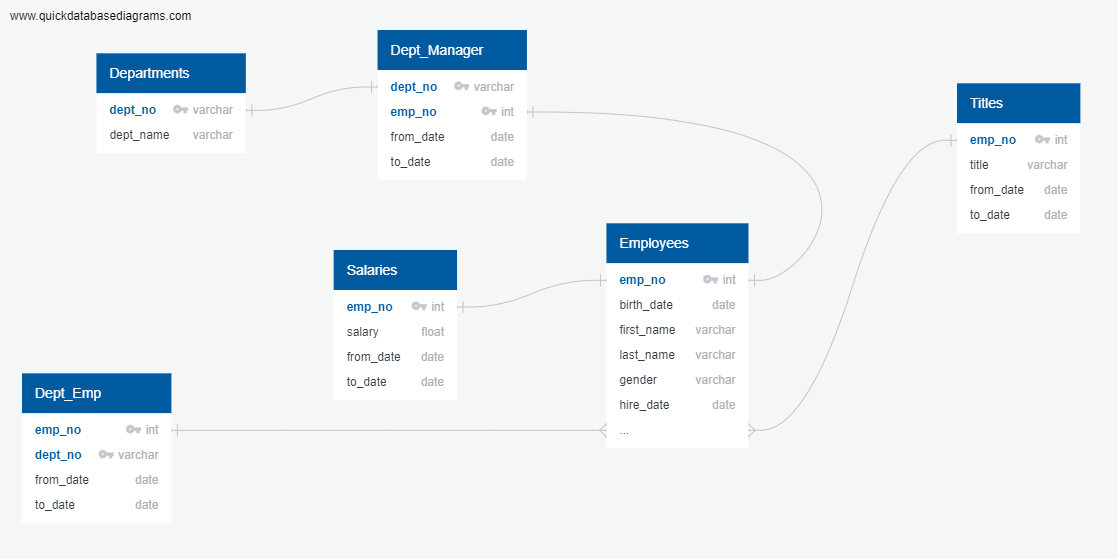 www.quickdatabasediagrams.com
Departments
dept_no varchar
dept_name varchar
Dept_Manager
dept_no varchar
emp_no int
from_date date
to_date date
Titles
emp_no int
title varchar
from_date date
to_date date
Employees
emp_no int
birth_date date
first_name varchar
last_name varchar
gender varchar
hire_date date
...
Salaries
emp_no int
salary float
from_date date
to_date date
Dept_Emp
emp_no int
dept_no varchar
from_date date
to_date date